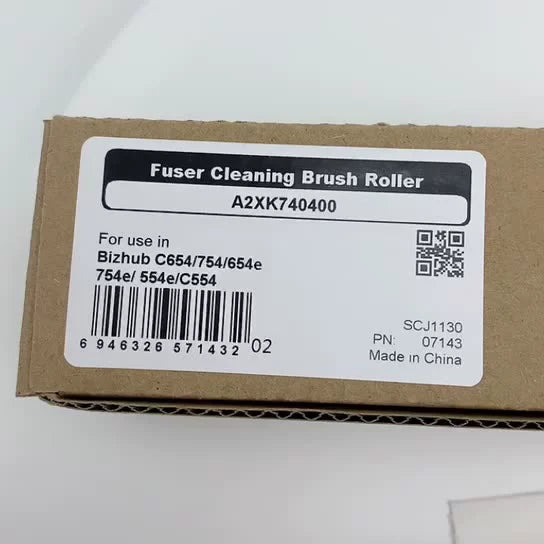 Fuser Cleaning Brush Roller
A2XK740400
For use in
Bizhub C654/754/654e
754e/ 554e/C554
6 946326 571432 02
SCJ1130
PN: 07143
Made in China